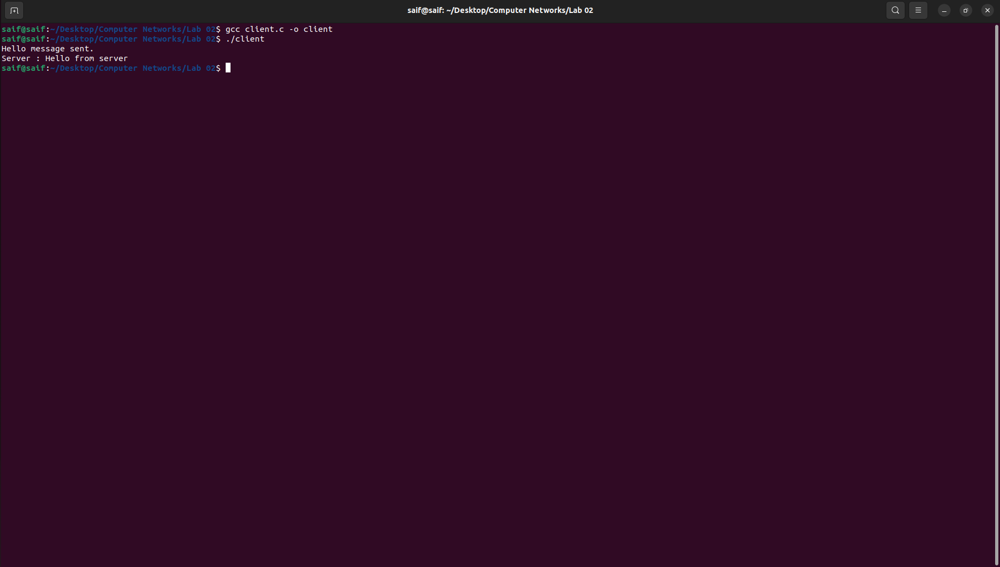 saif@saif: ~/Desktop/Computer Networks/Lab 02
saif@saif:~/Desktop/Computer Networks/Lab 02$ gcc client.c -o client
saif@saif:~/Desktop/Computer Networks/Lab 02$ ./client
Hello message sent.
Server : Hello from server
saif@saif:~/Desktop/Computer Networks/Lab 02$